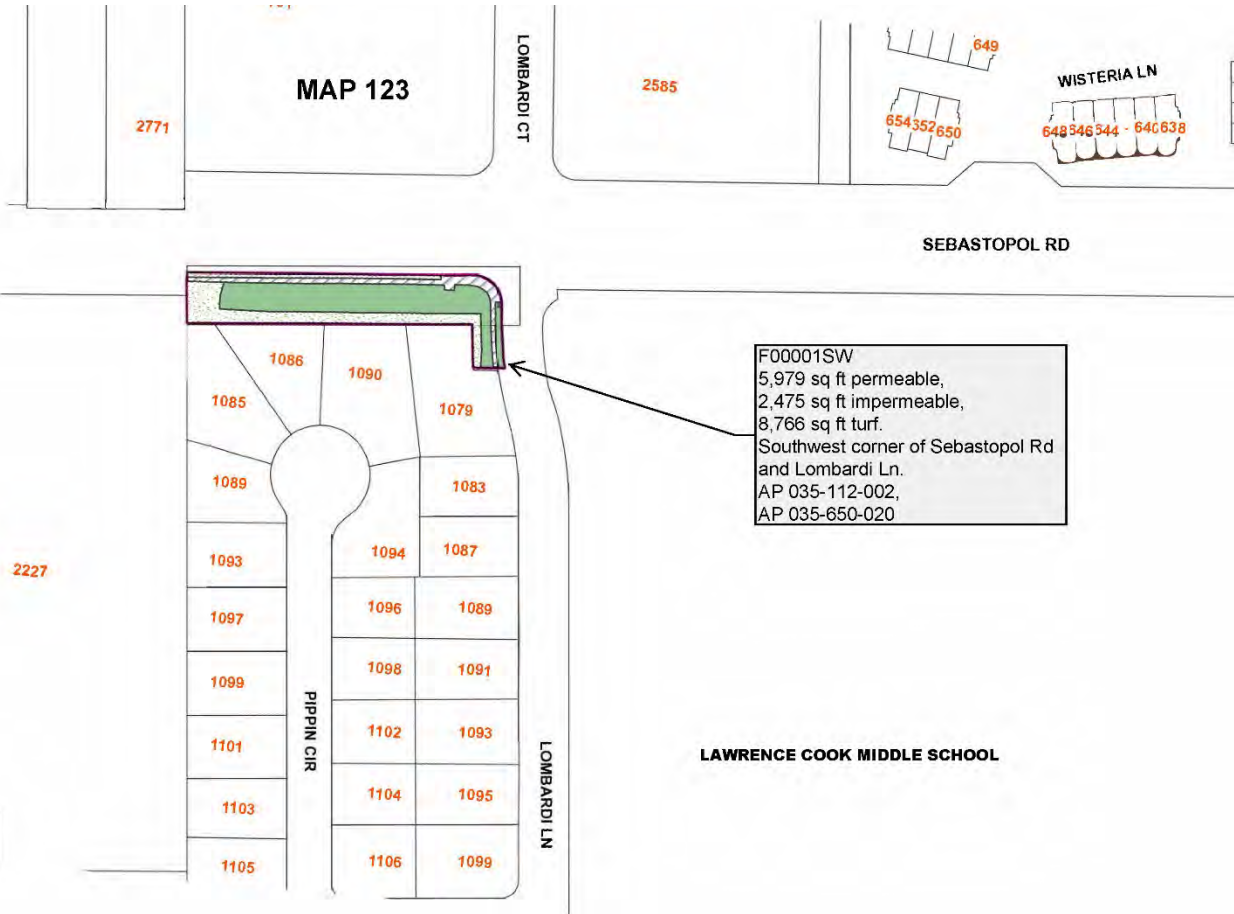 MAP 123
LOMBARDI CT
2585
649
WISTERIA LN
2771
654 352 650
648 546 544 - 640 638
SEBASTOPOL RD
F00001SW
5,979 sq ft permeable,
2,475 sq ft impermeable,
8,766 sq ft turf.
Southwest corner of Sebastopol Rd
and Lombardi Ln.
AP 035-112-002,
AP 035-650-020
1086
1090
1085
1079
1089
1083
1093
1094
1087
2227
1097
1096
1089
1099
1098
1091
PIPPIN CIR
1101
1102
1093
LAWRENCE COOK MIDDLE SCHOOL
LOMBARDI LN
1103
1104
1095
1105
1106
1099